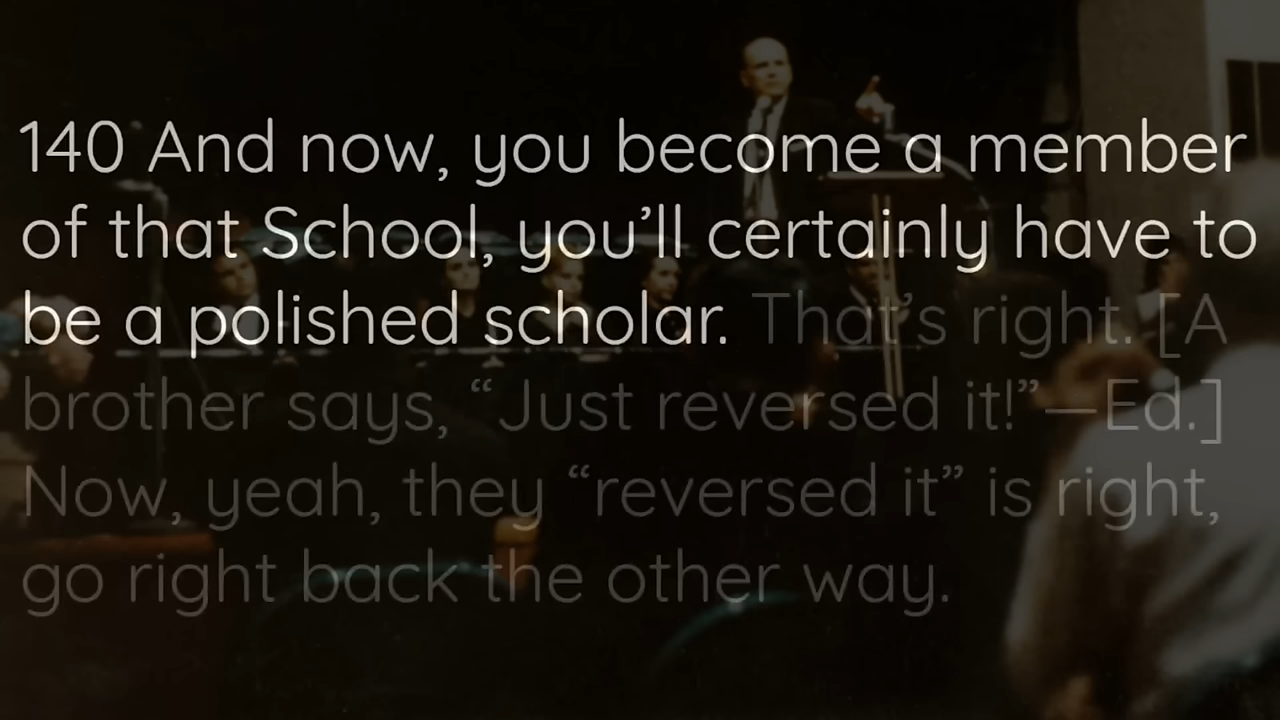 140 And now, you become a member
of that School, you’ll certainly have to
be a polished scholar. That’s right. [A
brother says, “Just reversed it!”—Ed.]
Now, yeah, they “reversed it” is right,
go right back the other way.